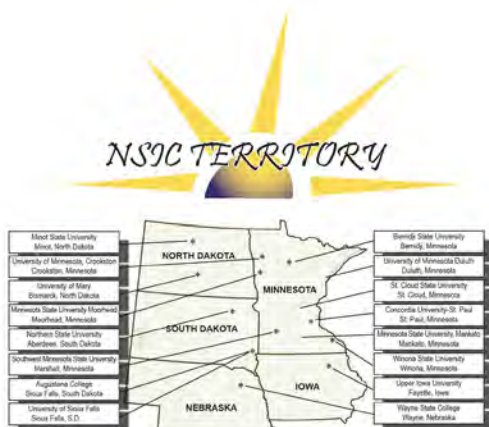 NSIC TERRITORY
Minot State University
Minot, North Dakota
University of Minnesota, Crookston
Crookston, Minnesota
University of Mary
Bismarck, North Dakota
Minnesota State University Moorhead
Moorhead, Minnesota
Northern State University
Aberdeen, South Dakota
Southwest Minnesota State University
Marshall, Minnesota
Augustana College
Sioux Falls, South Dakota
University of Sioux Falls
Sioux Falls, S.D.
NORTH DAKOTA
MINNESOTA
SOUTH DAKOTA
IOWA
NEBRASKA
Bemidji State University
Bemidji, Minnesota
University of Minnesota Duluth
Duluth, Minnesota
St. Cloud State University
St. Cloud, Minnesota
Concordia University-St. Paul
St. Paul, Minnesota
Minnesota State University, Mankato
Mankato, Minnesota
Winona State University
Winona, Minnesota
Upper Iowa University
Fayette, Iowa
Wayne State College
Wayne, Nebraska